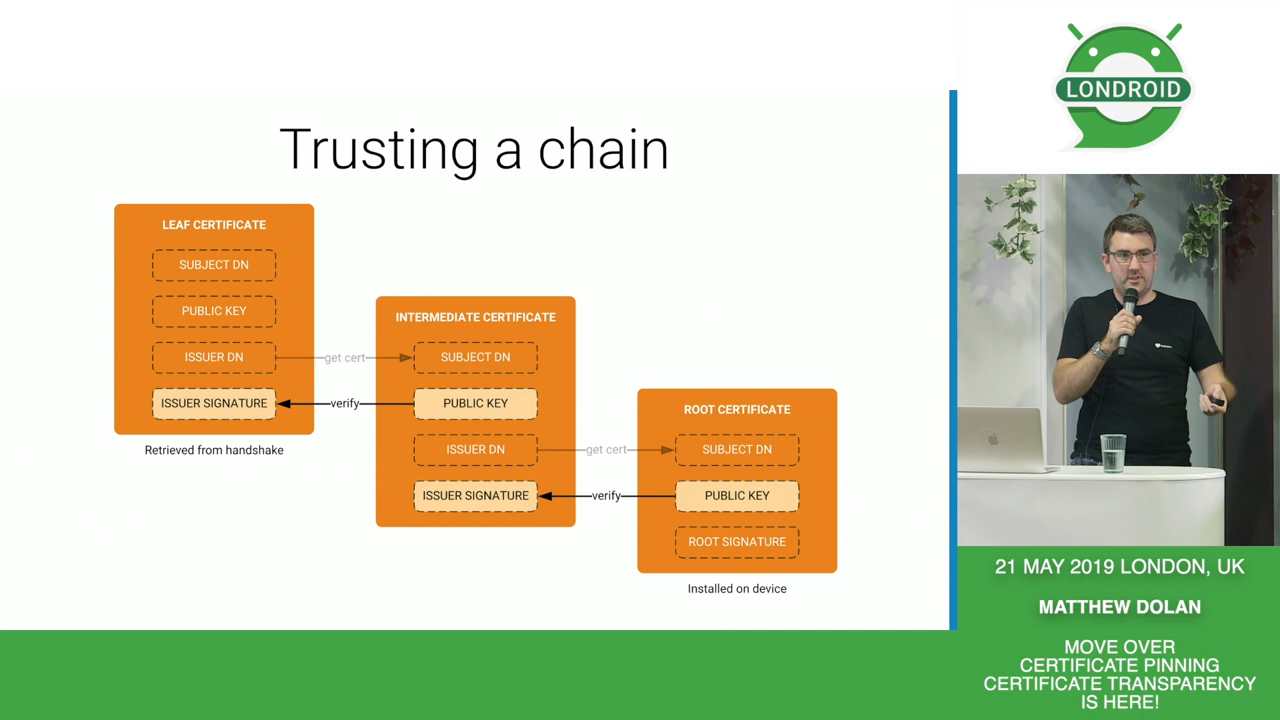 Trusting a chain
LEAF CERTIFICATE
SUBJECT DN
PUBLIC KEY
ISSUER DN
ISSUER SIGNATURE
Retrieved from handshake
get cert
verify
INTERMEDIATE CERTIFICATE
SUBJECT DN
PUBLIC KEY
ISSUER DN
ISSUER SIGNATURE
get cert
verify
ROOT CERTIFICATE
SUBJECT DN
PUBLIC KEY
ROOT SIGNATURE
Installed on device
LONDROID
21 MAY 2019 LONDON, UK
MATTHEW DOLAN
MOVE OVER
CERTIFICATE PINNING
CERTIFICATE TRANSPARENCY
IS HERE!